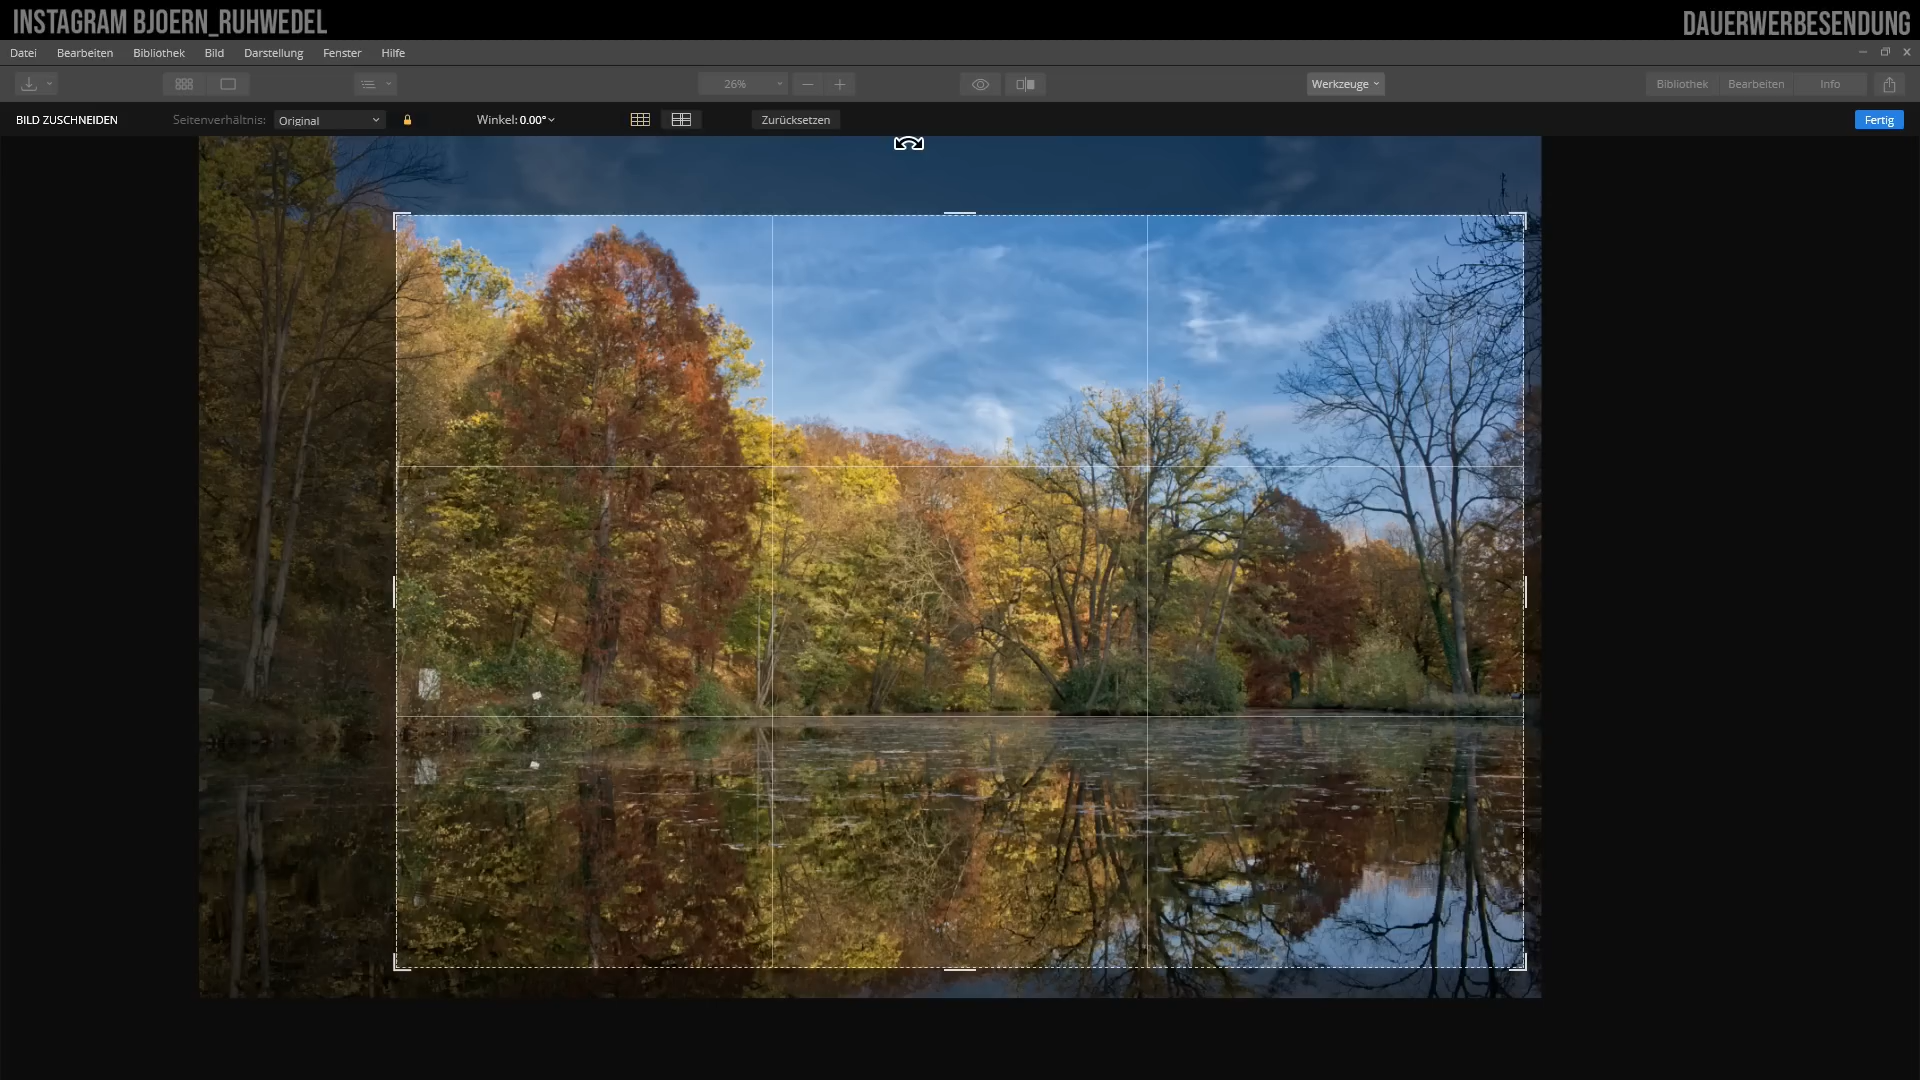 INSTAGRAM BJOERN_RUHWEDEL
DAUERWERBESENDUNG
Datei Bearbeiten Bibliothek Bild Darstellung Fenster Hilfe
26% Werkzeuge Bibliothek Bearbeiten Info
BILD ZUSCHNEIDEN Seitenverhältnis: Original Winkel: 0.00° Zurücksetzen Fertig